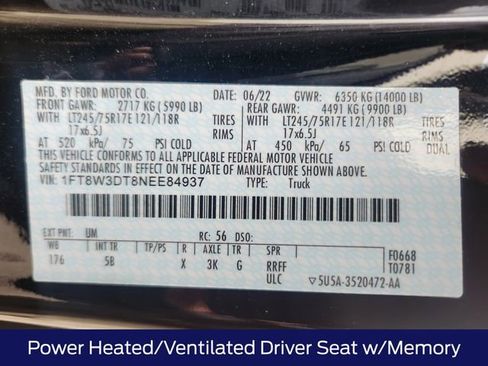 MFD. BY FORD MOTOR CO.
06/22
GVWR: 6350 KG (14000 LB)
FRONT GAWR: 2717 KG (5990 LB)
REAR GAWR: 4491 KG (9900 LB)
WITH LT245/75R17E 121/118R TIRES
WITH LT245/75R17E 121/118R TIRES
17x6.5J RIMS
17x6.5J RIMS
AT 520 kPa/ 75 PSI COLD
AT 450 kPa/ 65 PSI COLD DUAL
THIS VEHICLE CONFORMS TO ALL APPLICABLE FEDERAL MOTOR VEHICLE
SAFETY STANDARDS IN EFFECT ON THE DATE OF MANUFACTURE SHOWN ABOVE.
VIN: 1FT8W3DT8NEE84937
TYPE: Truck
EXT PNT: UM RC: 56 DSO:
WB INT TR TP/PS R AXLE TR SPR
176 5B X 3K G RRFF
ULC
F0668
T0781
5U5A-3520472-AA
Power Heated/Ventilated Driver Seat w/Memory